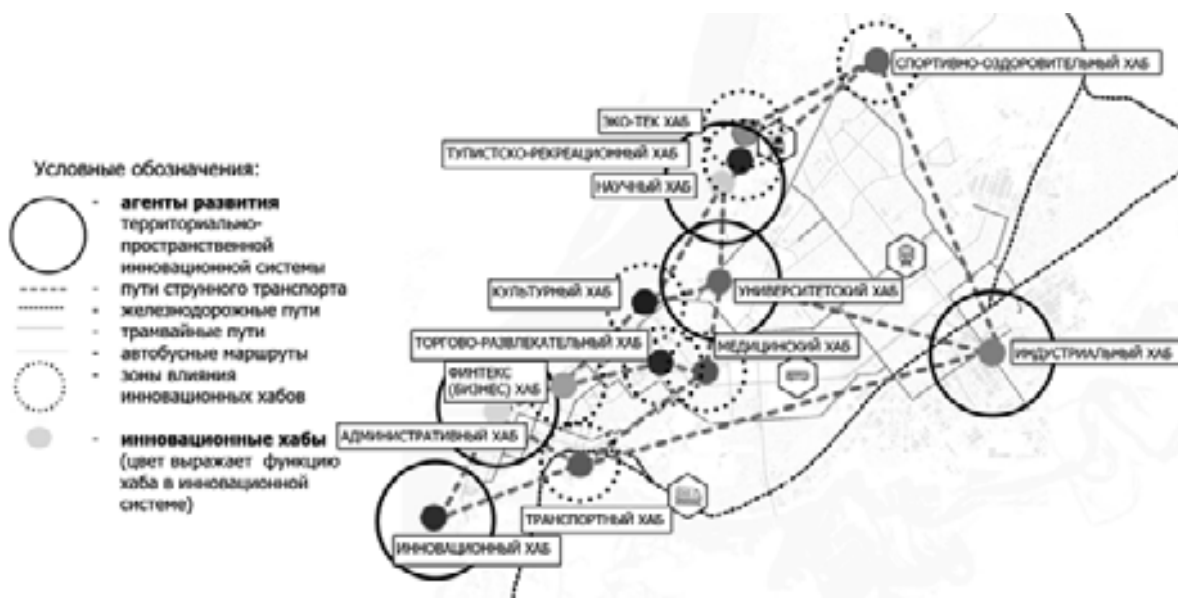 Условные обозначения:
- агенты развития
территориально-
пространственной
инновационной системы
- пути струнного транспорта
- железнодорожные пути
- трамвайные пути
- автобусные маршруты
- зоны влияния
инновационных хабов
- инновационные хабы
(цвет выражает функцию
хаба в инновационной
системе)
СПОРТИВНО-ОЗДОРОВИТЕЛЬНЫЙ ХАБ
ЭКО-ТЕК ХАБ
ТУПИСТСКО-РЕКРЕАЦИОННЫЙ ХАБ
НАУЧНЫЙ ХАБ
КУЛЬТУРНЫЙ ХАБ
УНИВЕРСИТЕТСКИЙ ХАБ
ТОРГОВО-РАЗВЛЕКАТЕЛЬНЫЙ ХАБ
МЕДИЦИНСКИЙ ХАБ
ИНДУСТРИАЛЬНЫЙ ХАБ
ФИНТЕКС
(БИЗНЕС) ХАБ
АДМИНИСТРАТИВНЫЙ ХАБ
ТРАНСПОРТНЫЙ ХАБ
ИННОВАЦИОННЫЙ ХАБ